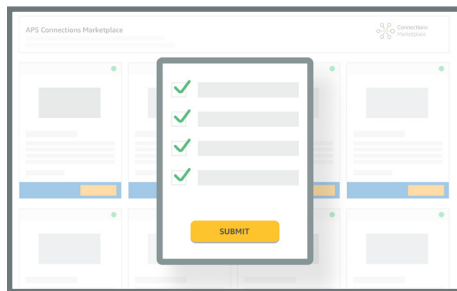 APS Connections Marketplace
Connections
Marketplace
SUBMIT